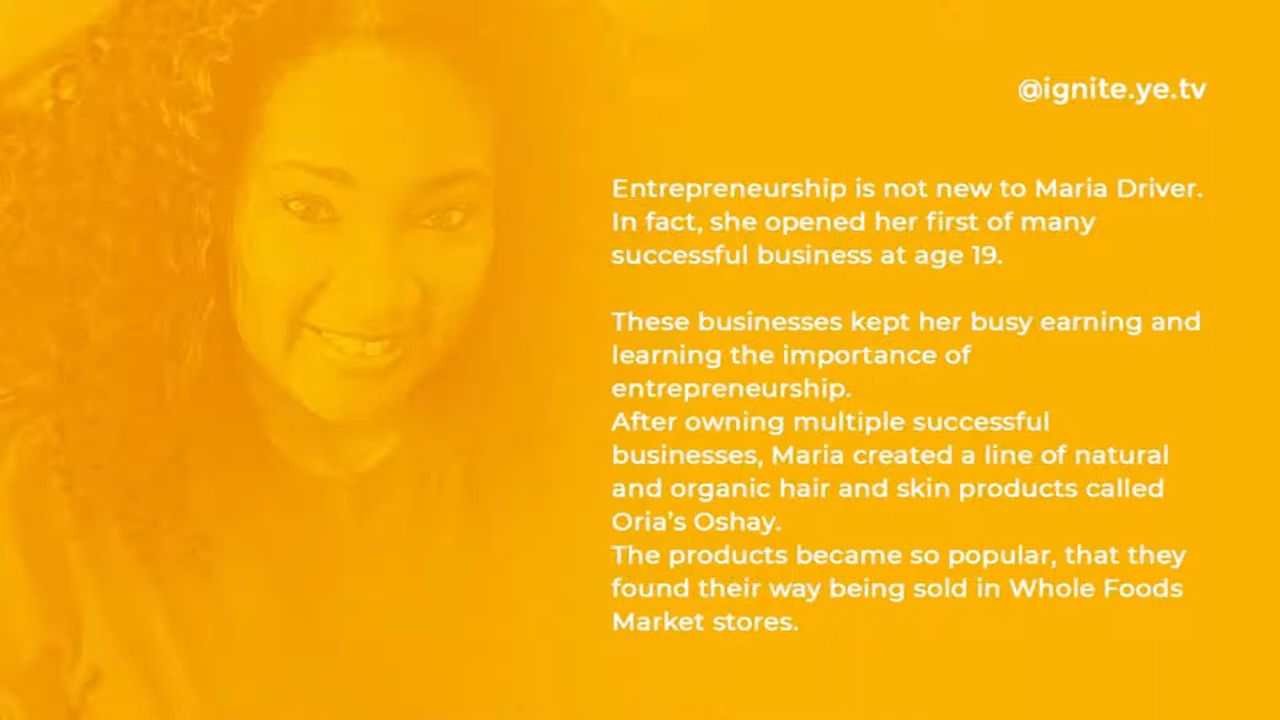 @ignite.ye.tv
Entrepreneurship is not new to Maria Driver.
In fact, she opened her first of many
successful business at age 19.
These businesses kept her busy earning and
learning the importance of
entrepreneurship.
After owning multiple successful
businesses, Maria created a line of natural
and organic hair and skin products called
Oria's Oshay.
The products became so popular, that they
found their way being sold in Whole Foods
Market stores.